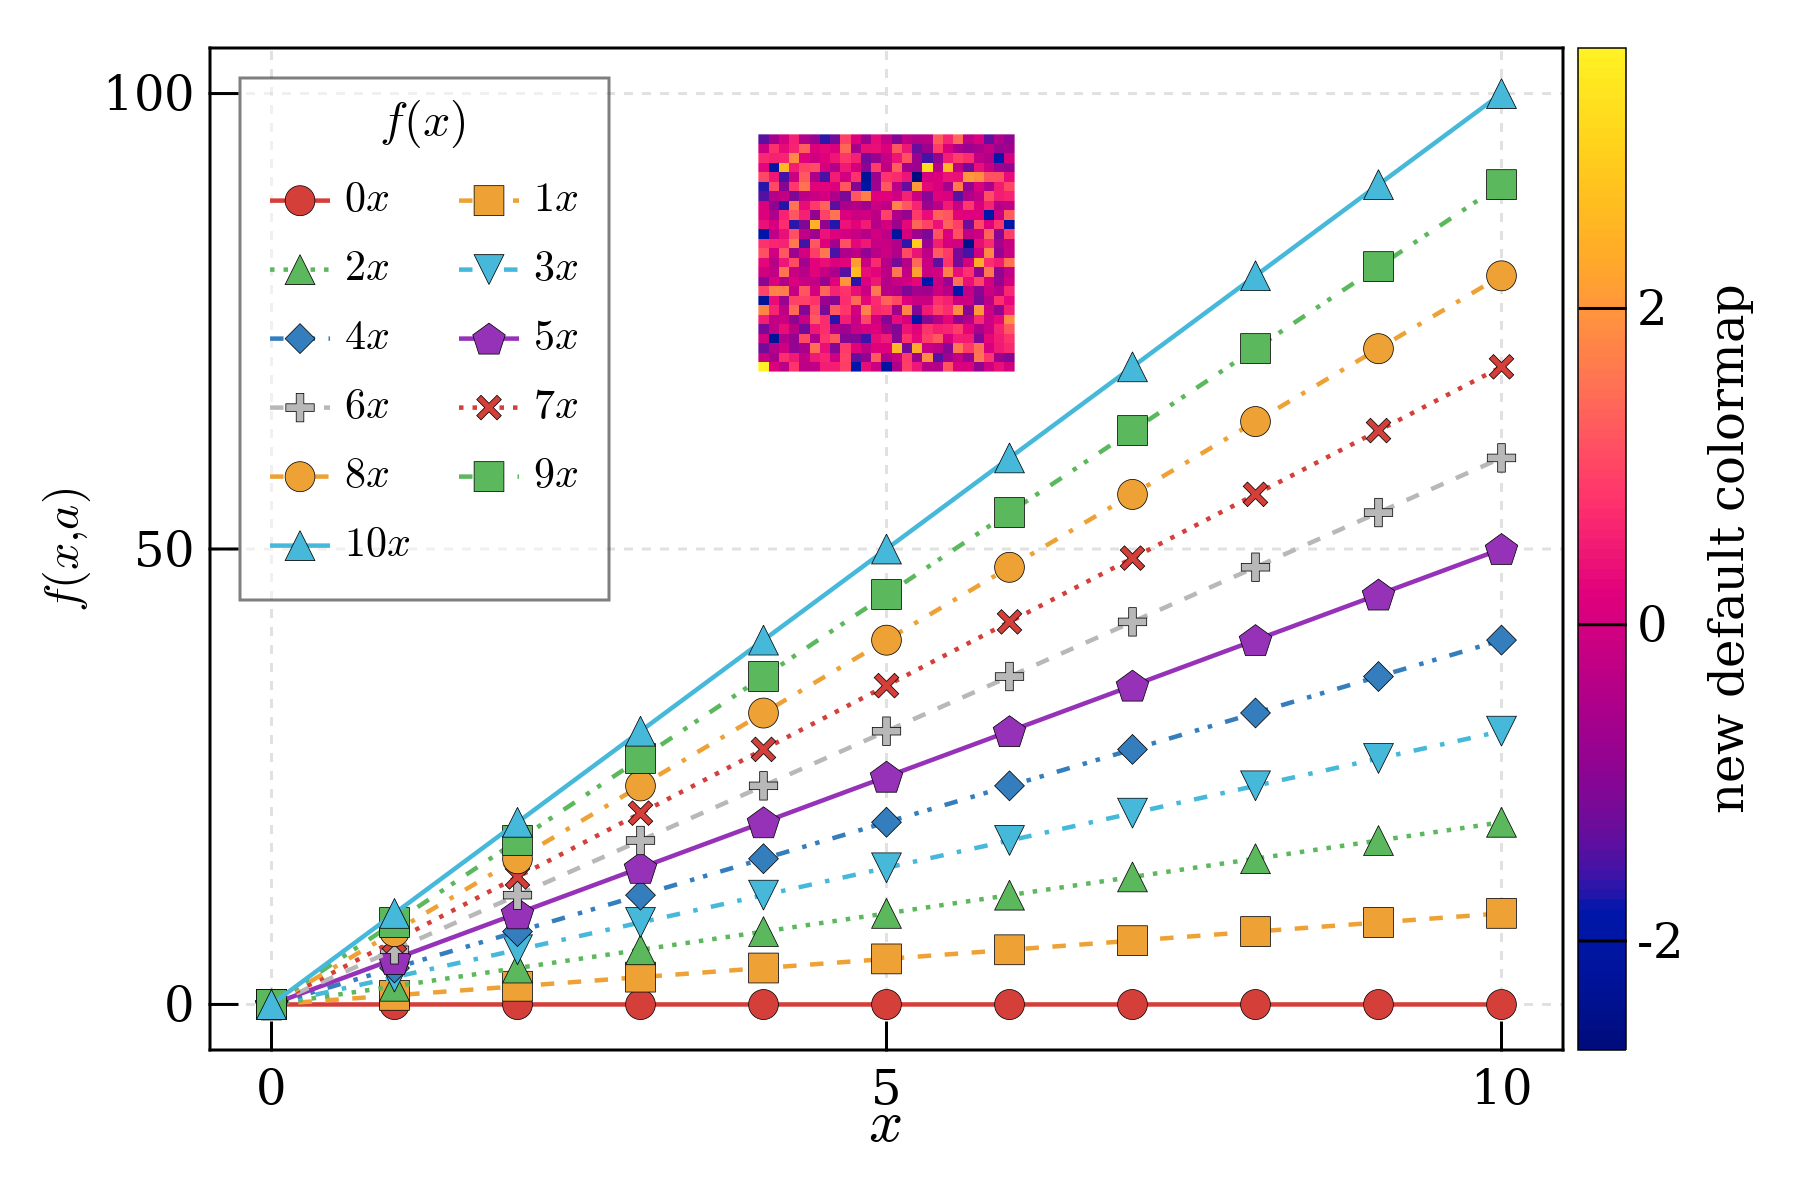 f(x)
0x 1x
2x 3x
4x 5x
6x 7x
8x 9x
10x
100
50
0
f(x,a)
0 5 10
x
2
0
-2
new default colormap